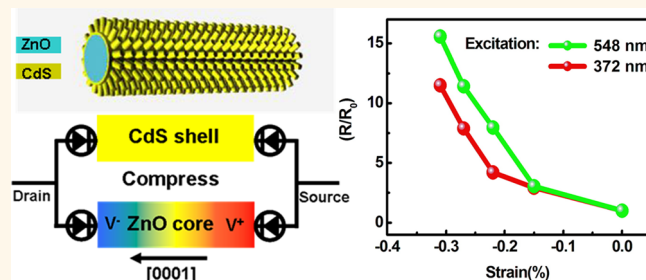 ZnO
CdS
CdS shell
Compress
Drain
Source
V- ZnO core V+
[0001]
(R/R0)
15
10
5
0
Excitation:
548 nm
372 nm
-0.4 -0.3 -0.2 -0.1 0.0
Strain(%)